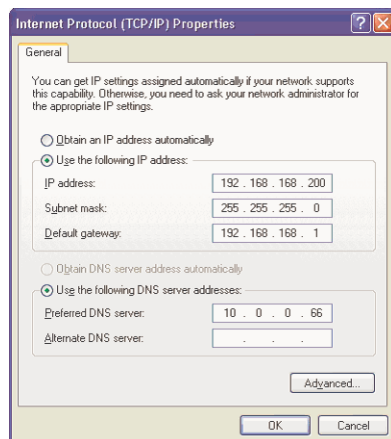 Internet Protocol (TCP/IP) Properties
General
You can get IP settings assigned automatically if your network supports
this capability. Otherwise, you need to ask your network administrator for
the appropriate IP settings.
Obtain an IP address automatically
Use the following IP address:
IP address: 192 . 168 . 168 . 200
Subnet mask: 255 . 255 . 255 . 0
Default gateway: 192 . 168 . 168 . 1
Obtain DNS server address automatically
Use the following DNS server addresses:
Preferred DNS server: 10 . 0 . 0 . 66
Alternate DNS server: . . .
Advanced...
OK Cancel